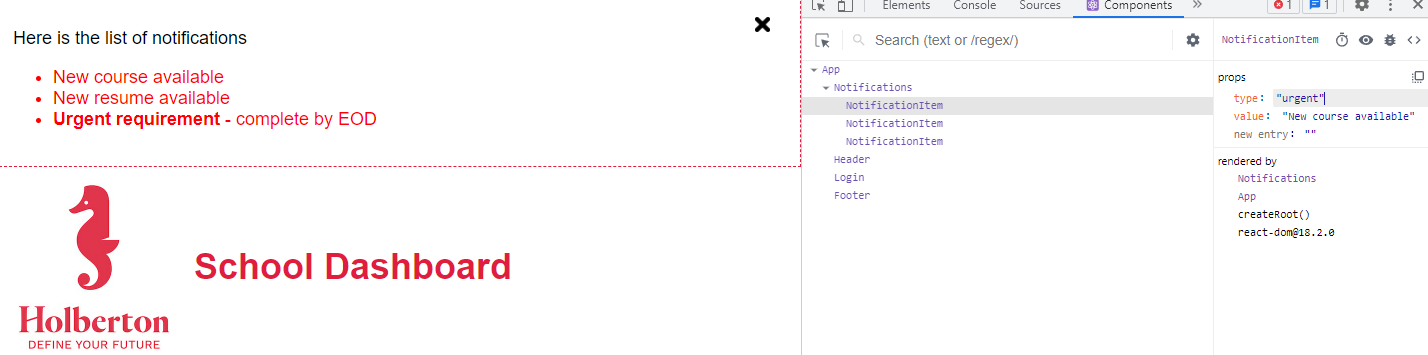 Here is the list of notifications
New course available
New resume available
Urgent requirement - complete by EOD
Holberton
DEFINE YOUR FUTURE
School Dashboard
Elements Console Sources Components » 1 1
Search (text or /regex/)
App
Notifications
NotificationItem
NotificationItem
NotificationItem
Header
Login
Footer
NotificationItem
props
type: "urgent"
value: "New course available"
new entry: ""
rendered by
Notifications
App
createRoot()
react-dom@18.2.0